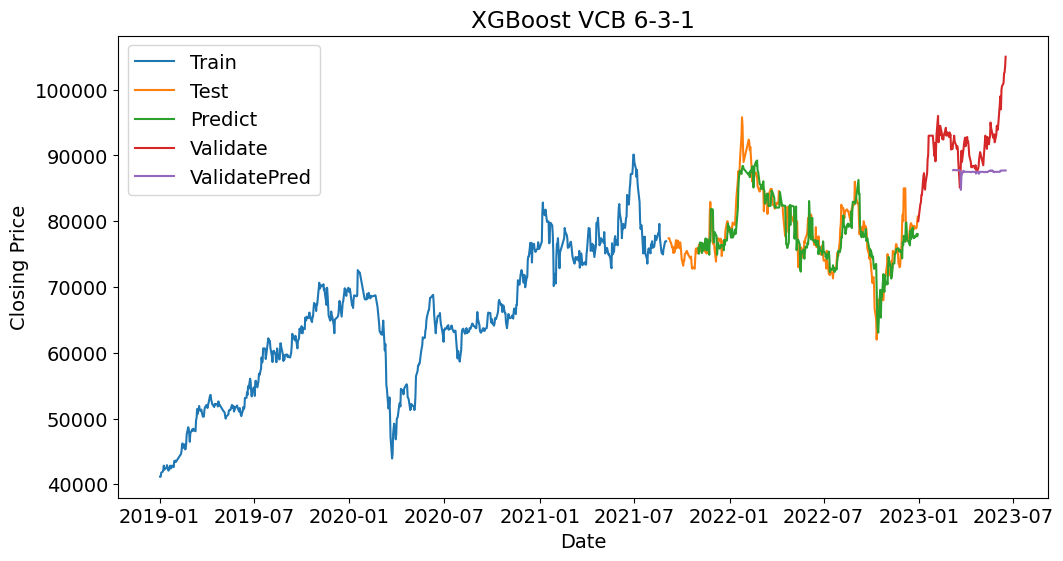 XGBoost VCB 6-3-1
Train
Test
Predict
Validate
ValidatePred
Closing Price
100000
90000
80000
70000
60000
50000
40000
2019-01 2019-07 2020-01 2020-07 2021-01 2021-07 2022-01 2022-07 2023-01 2023-07
Date